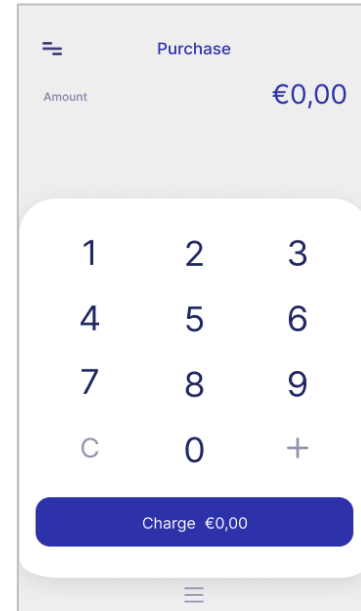 Purchase
Amount €0,00
1 2 3
4 5 6
7 8 9
C 0 +
Charge €0,00